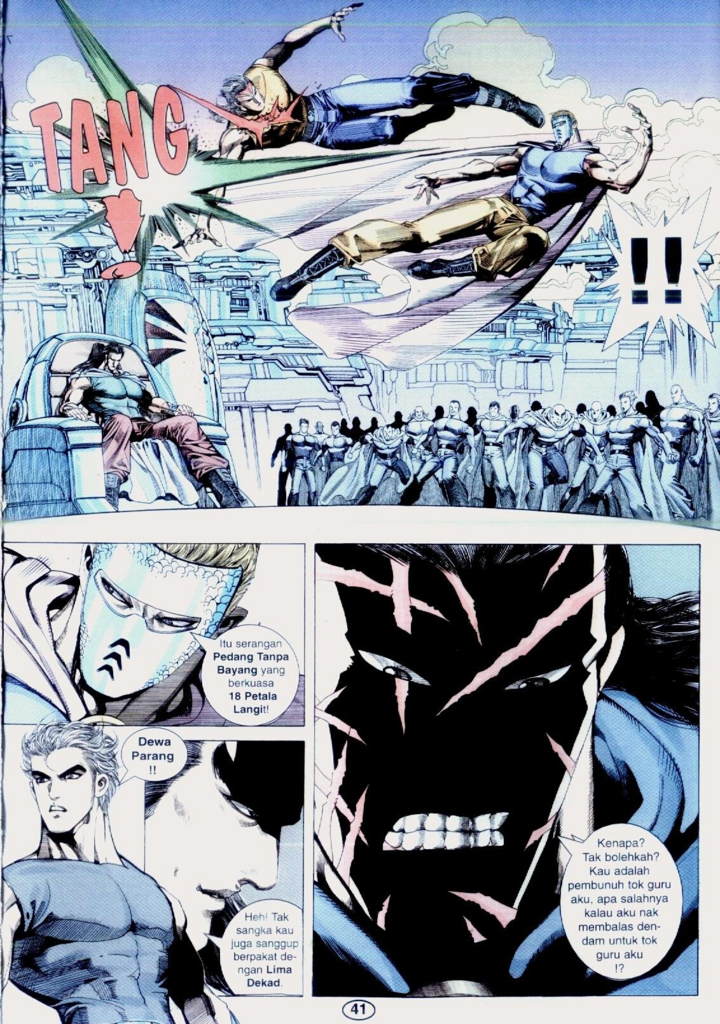 TANG
!!
Itu serangan
Pedang Tanpa
Bayang yang
berkuasa
18 Petala
Langit!
Dewa
Parang
!!
Heh! Tak
sangka kau
juga sanggup
berpakat de-
ngan Lima
Dekad.
Kenapa?
Tak bolehkah?
Kau adalah
pembunuh tok guru
aku, apa salahnya
kalau aku nak
membalas den-
dam untuk tok
guru aku
!?
41